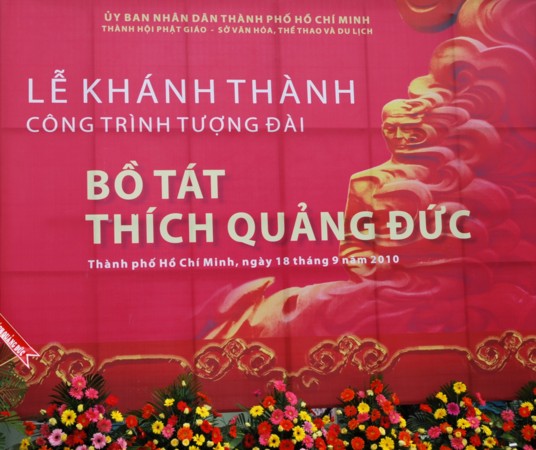 ỦY BAN NHÂN DÂN THÀNH PHỐ HỒ CHÍ MINH
THÀNH HỘI PHẬT GIÁO - SỞ VĂN HÓA, THỂ THAO VÀ DU LỊCH
LỄ KHÁNH THÀNH
CÔNG TRÌNH TƯỢNG ĐÀI
BỒ TÁT
THÍCH QUẢNG ĐỨC
Thành phố Hồ Chí Minh, ngày 18 tháng 9 năm 2010